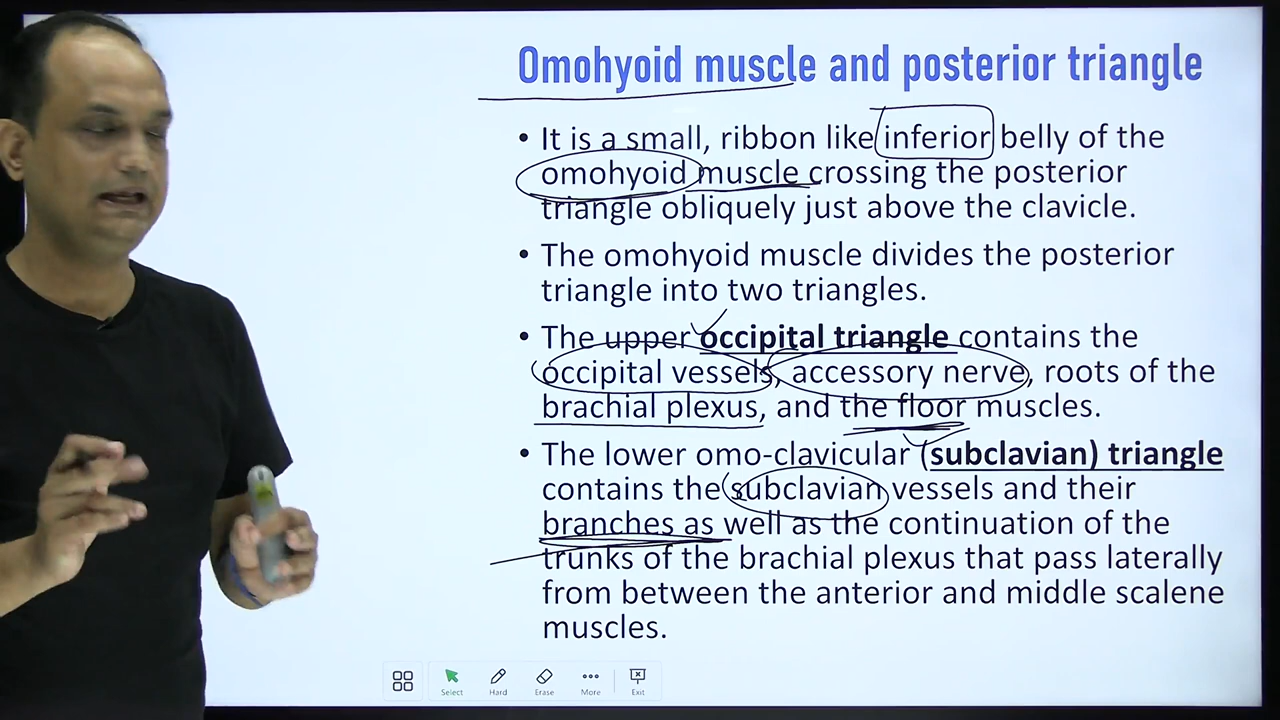 Omohyoid muscle and posterior triangle
• It is a small, ribbon like inferior belly of the
omohyoid muscle crossing the posterior
triangle obliquely just above the clavicle.
• The omohyoid muscle divides the posterior
triangle into two triangles.
• The upper occipital triangle contains the
occipital vessels, accessory nerve, roots of the
brachial plexus, and the floor muscles.
• The lower omo-clavicular (subclavian) triangle
contains the subclavian vessels and their
branches as well as the continuation of the
trunks of the brachial plexus that pass laterally
from between the anterior and middle scalene
muscles.
Select Hard Erase More Exit